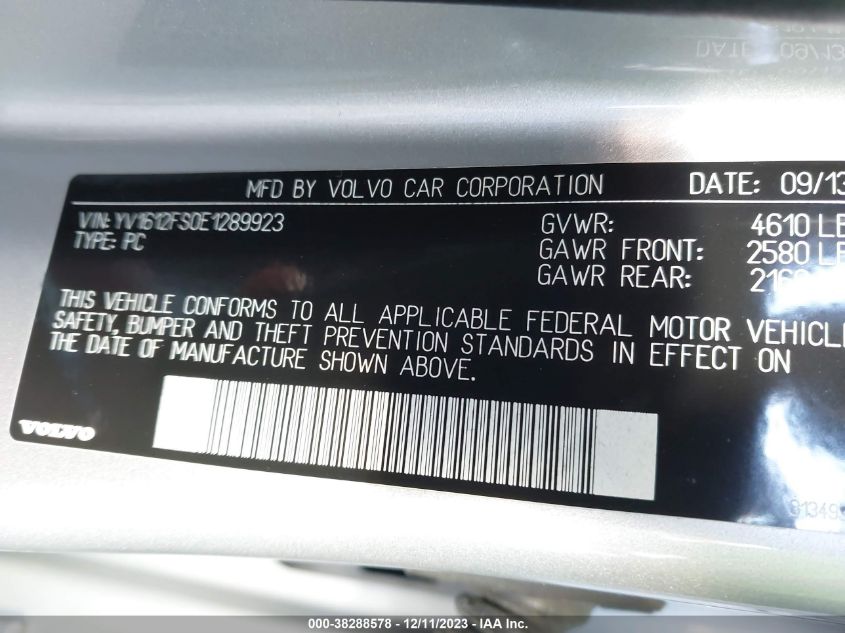 MFD BY VOLVO CAR CORPORATION DATE: 09/13
VIN: YV1612FS0E1289923 GVWR: 4610 LB
TYPE: PC GAWR FRONT: 2580 LB
GAWR REAR:
THIS VEHICLE CONFORMS TO ALL APPLICABLE FEDERAL MOTOR VEHICLE
SAFETY, BUMPER AND THEFT PREVENTION STANDARDS IN EFFECT ON
THE DATE OF MANUFACTURE SHOWN ABOVE.
VOLVO
000-38288578 - 12/11/2023 - IAA Inc.